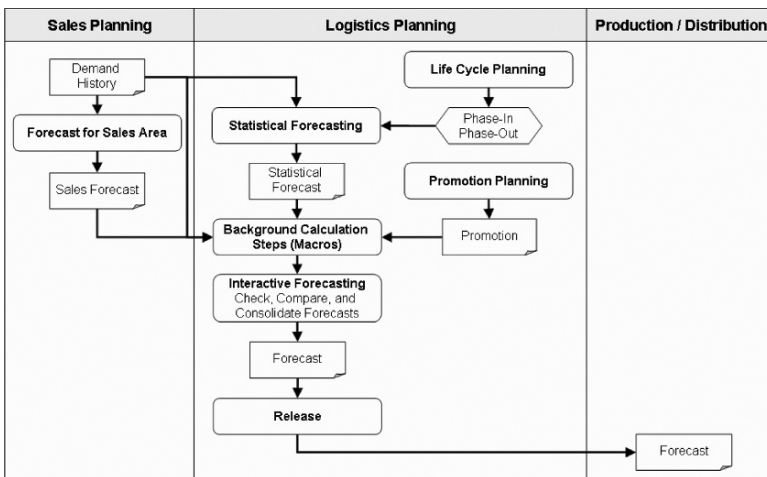 Sales Planning
Logistics Planning
Production / Distribution
Demand
History
Life Cycle Planning
Forecast for Sales Area
Statistical Forecasting
Phase-In
Phase-Out
Sales Forecast
Statistical
Forecast
Promotion Planning
Background Calculation
Steps (Macros)
Promotion
Interactive Forecasting
Check, Compare, and
Consolidate Forecasts
Forecast
Release
Forecast